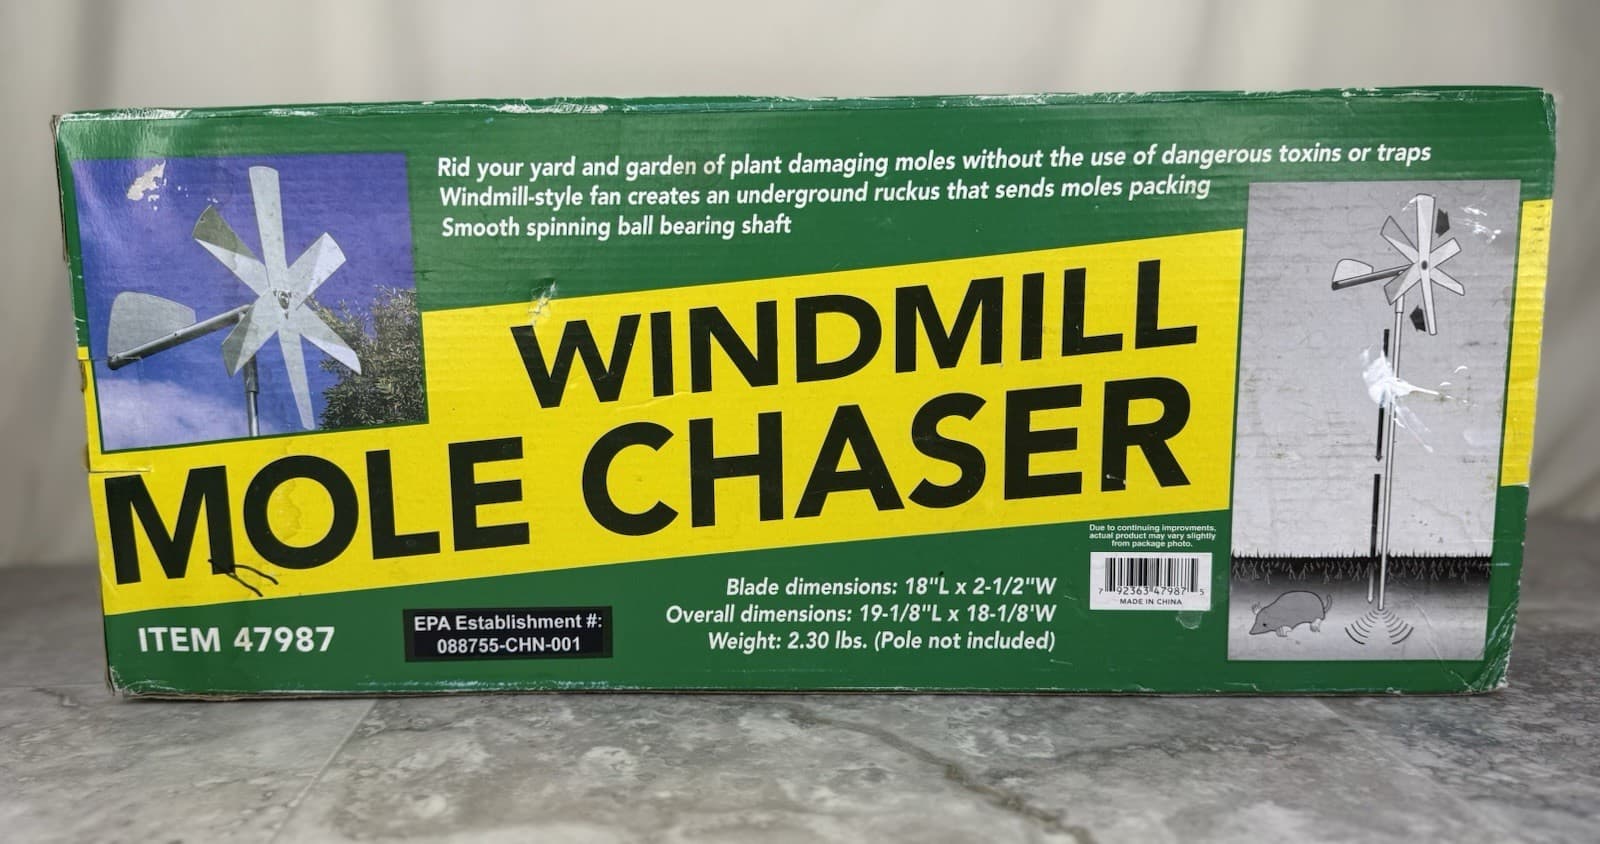 Rid your yard and garden of plant damaging moles without the use of dangerous toxins or traps
Windmill-style fan creates an underground ruckus that sends moles packing
Smooth spinning ball bearing shaft
WINDMILL
MOLE CHASER
Due to continuing improvments,
actual product may vary slightly
from package photo.
7 92363 47987 5
MADE IN CHINA
Blade dimensions: 18"L x 2-1/2"W
Overall dimensions: 19-1/8"L x 18-1/8'W
Weight: 2.30 lbs. (Pole not included)
EPA Establishment #:
088755-CHN-001
ITEM 47987